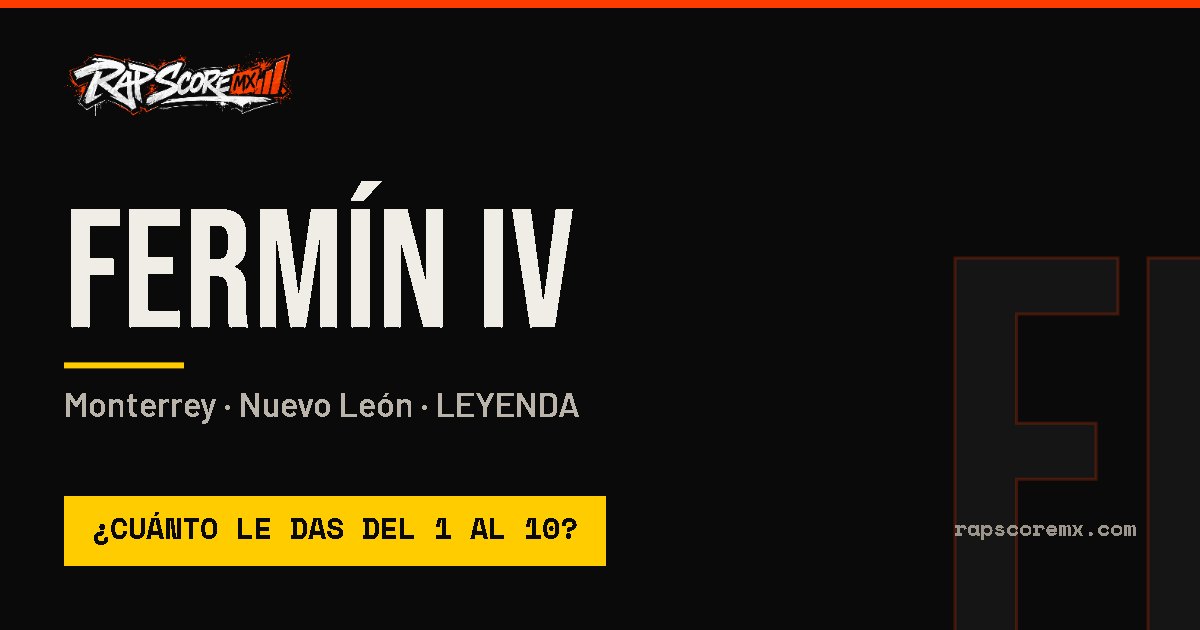 RAP SCORE MX
FERMÍN IV
Monterrey · Nuevo León · LEYENDA
¿CUÁNTO LE DAS DEL 1 AL 10?
rapscoremx.com
F